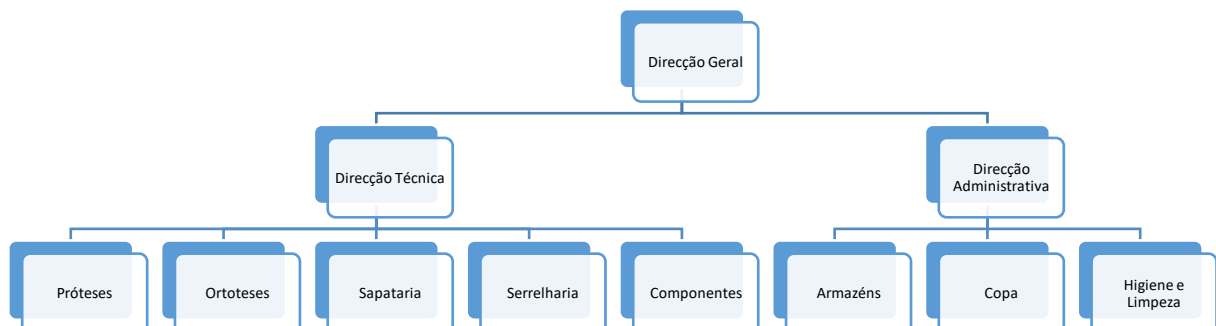 Direcção Geral
Direcção Técnica
Direcção
Administrativa
Próteses
Ortoteses
Sapataria
Serrelharia
Componentes
Armazéns
Copa
Higiene e
Limpeza